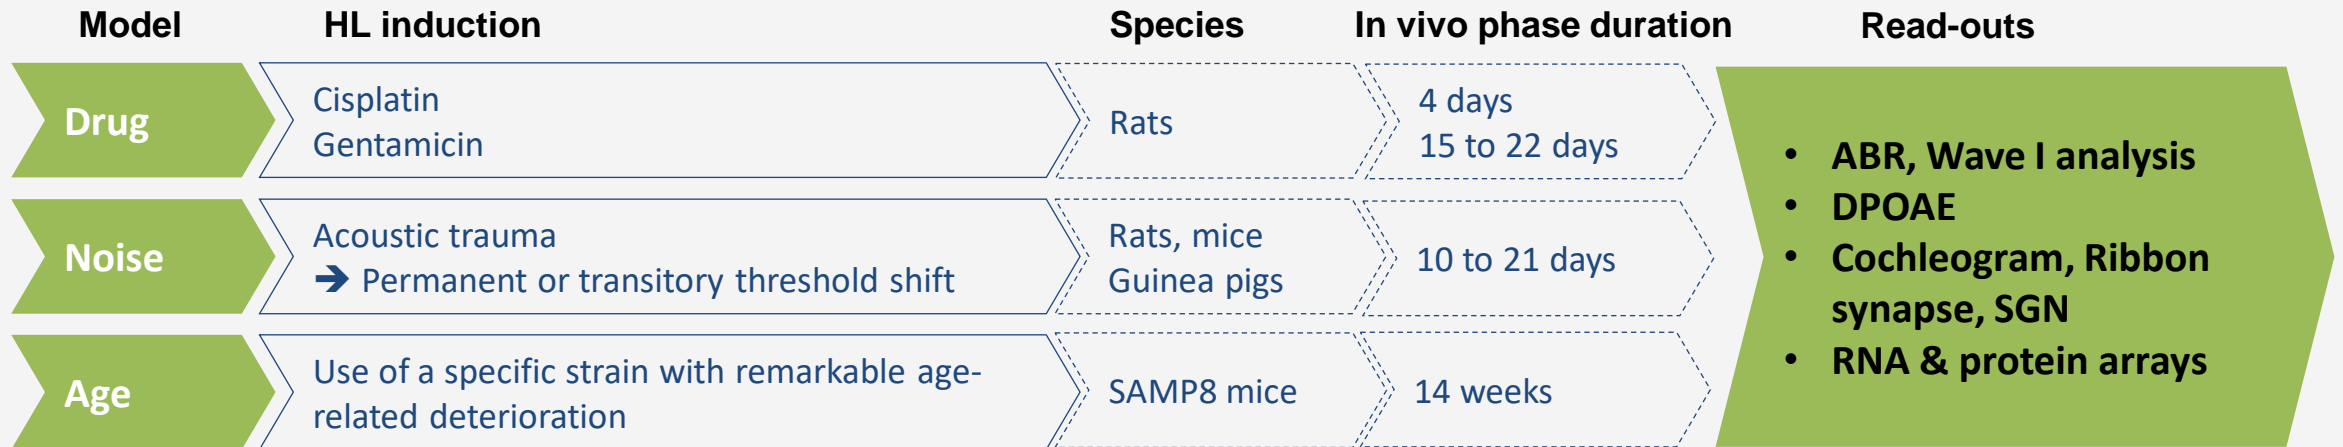 Model HL induction Species In vivo phase duration Read-outs
Drug
Cisplatin
Gentamicin
Rats
4 days
15 to 22 days
Noise
Acoustic trauma
➔ Permanent or transitory threshold shift
Rats, mice
Guinea pigs
10 to 21 days
Age
Use of a specific strain with remarkable age-
related deterioration
SAMP8 mice
14 weeks
• ABR, Wave I analysis
• DPOAE
• Cochleogram, Ribbon
synapse, SGN
• RNA & protein arrays